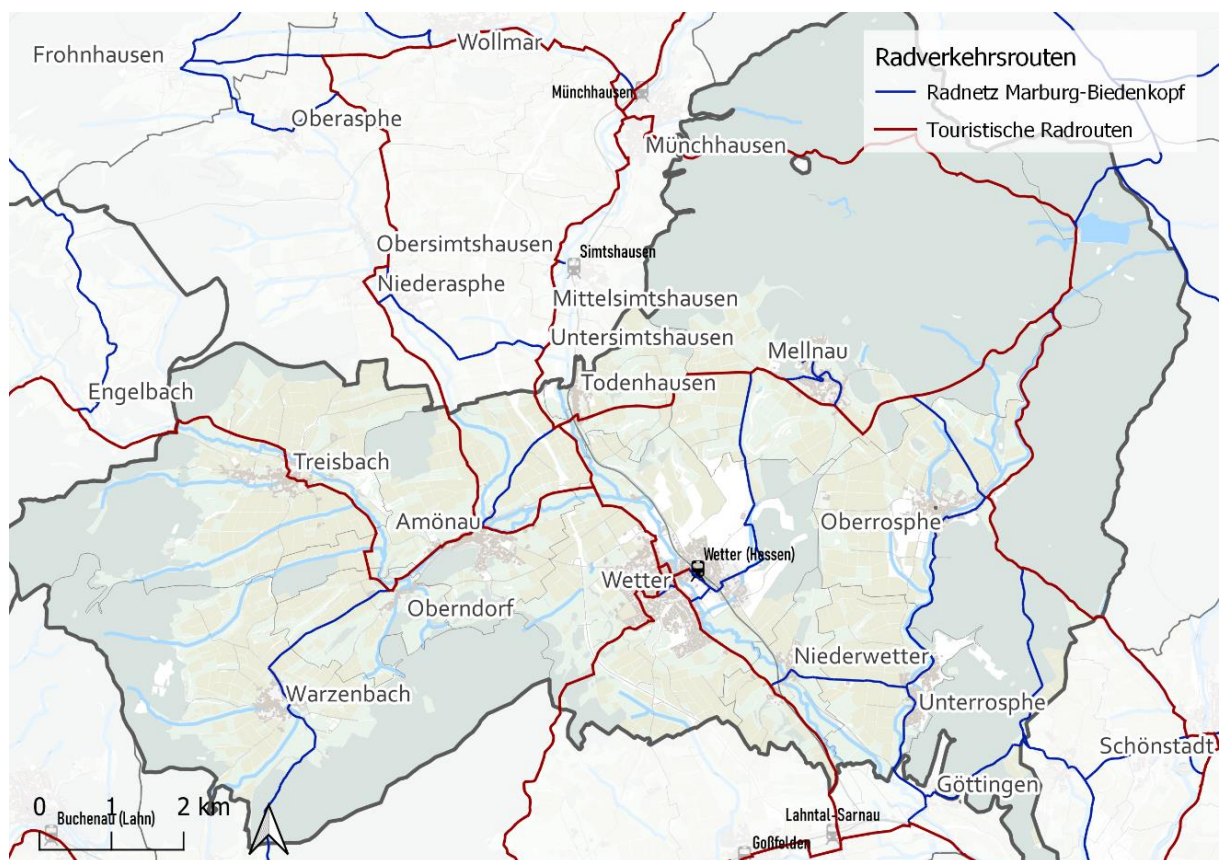 Frohnhausen
Wollmar
Radverkehrsrouten
Radnetz Marburg-Biedenkopf
Touristische Radrouten
Münchhausen
Oberasphe
Münchhausen
Obersimtshausen
Simtshausen
Niederasphe
Mittelsimtshausen
Untersimtshausen
Mellnau
Todenhausen
Engelbach
Treisbach
Amönau
Oberrosphe
Wetter (Hessen)
Wetter
Oberndorf
Niederwetter
Warzenbach
Unterrosphe
Schönstadt
Göttingen
0 1 2 km
Buchenau (Lahn)
Lahntal-Sarnau
Goßfelden